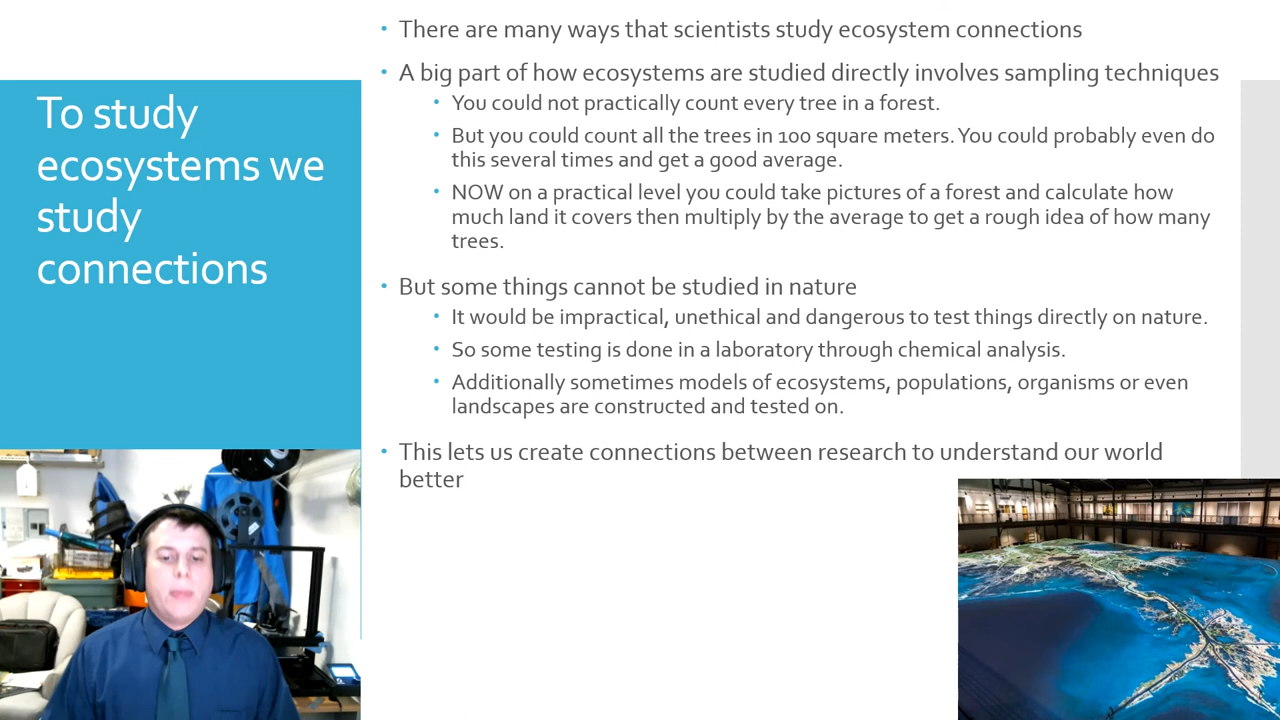 To study
ecosystems we
study
connections
There are many ways that scientists study ecosystem connections
A big part of how ecosystems are studied directly involves sampling techniques
You could not practically count every tree in a forest.
But you could count all the trees in 100 square meters. You could probably even do
this several times and get a good average.
NOW on a practical level you could take pictures of a forest and calculate how
much land it covers then multiply by the average to get a rough idea of how many
trees.
But some things cannot be studied in nature
It would be impractical, unethical and dangerous to test things directly on nature.
So some testing is done in a laboratory through chemical analysis.
Additionally sometimes models of ecosystems, populations, organisms or even
landscapes are constructed and tested on.
This lets us create connections between research to understand our world
better